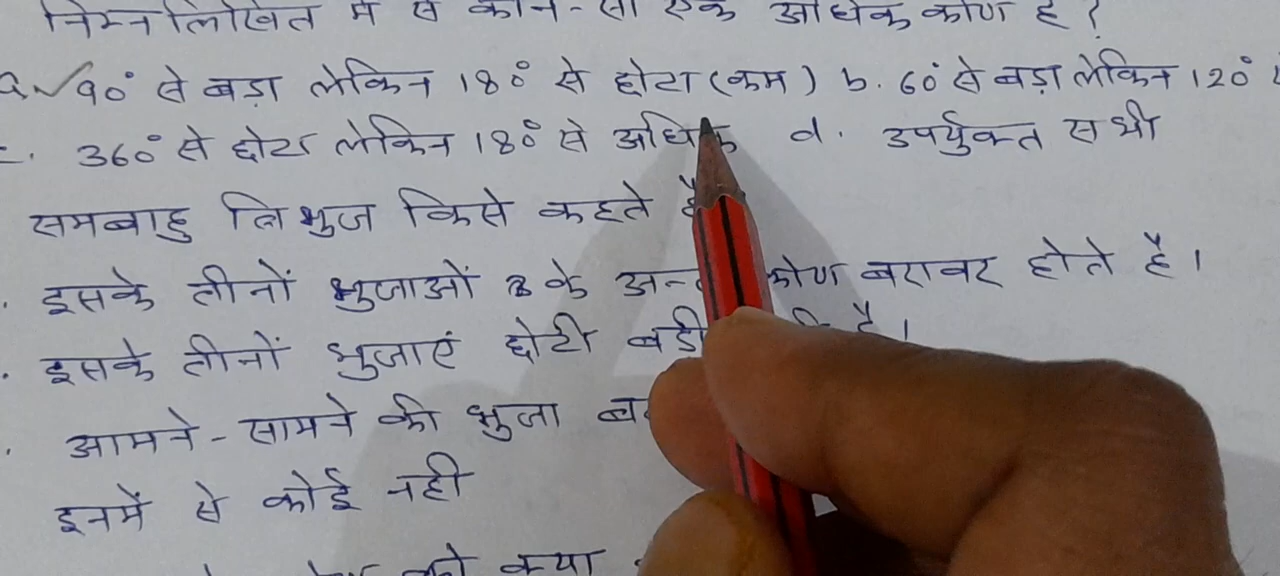 निम्नलिखित में से कौन-सा एक अधिक कोण है?
a. ✓90° से बड़ा लेकिन 180° से छोटा (कम) b. 60° से बड़ा लेकिन 120°
c. 360° से छोटा लेकिन 180° से अधिक d. उपर्युक्त सभी
समबाहु त्रिभुज किसे कहते है
इसके तीनों भुजाओं के कोण बराबर होते है।
इसके तीनों भुजाएं छोटी बड़ी है।
आमने-सामने की भुजा
इनमें से कोई नही
को क्या